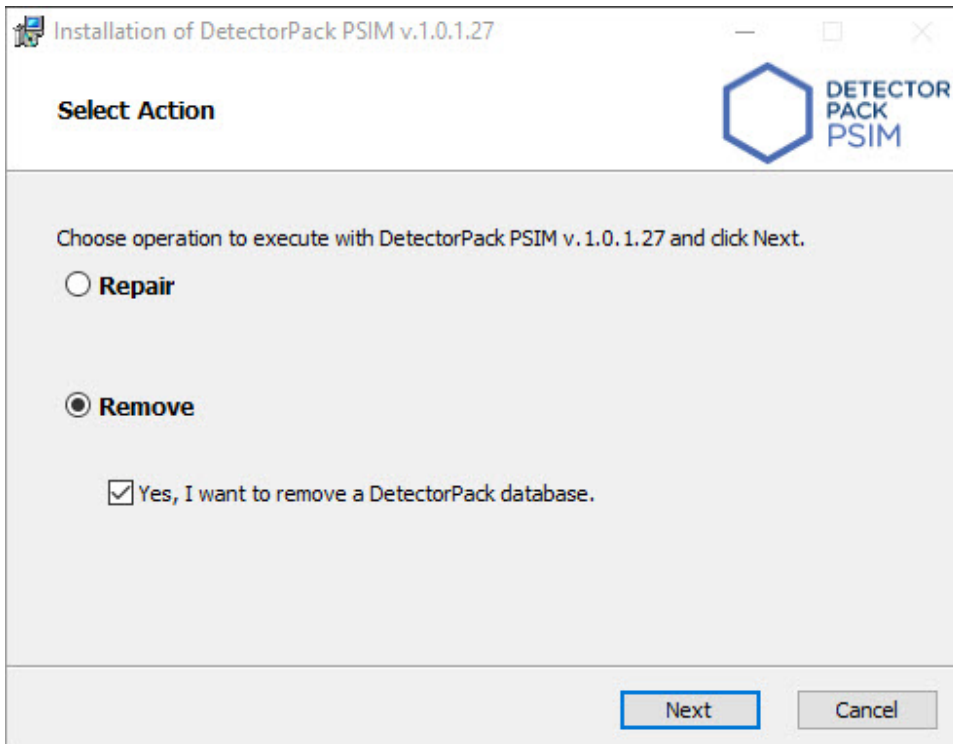 Installation of DetectorPack PSIM v.1.0.1.27
Select Action
DETECTOR
PACK
PSIM
Choose operation to execute with DetectorPack PSIM v.1.0.1.27 and click Next.
Repair
Remove
Yes, I want to remove a DetectorPack database.
Next
Cancel